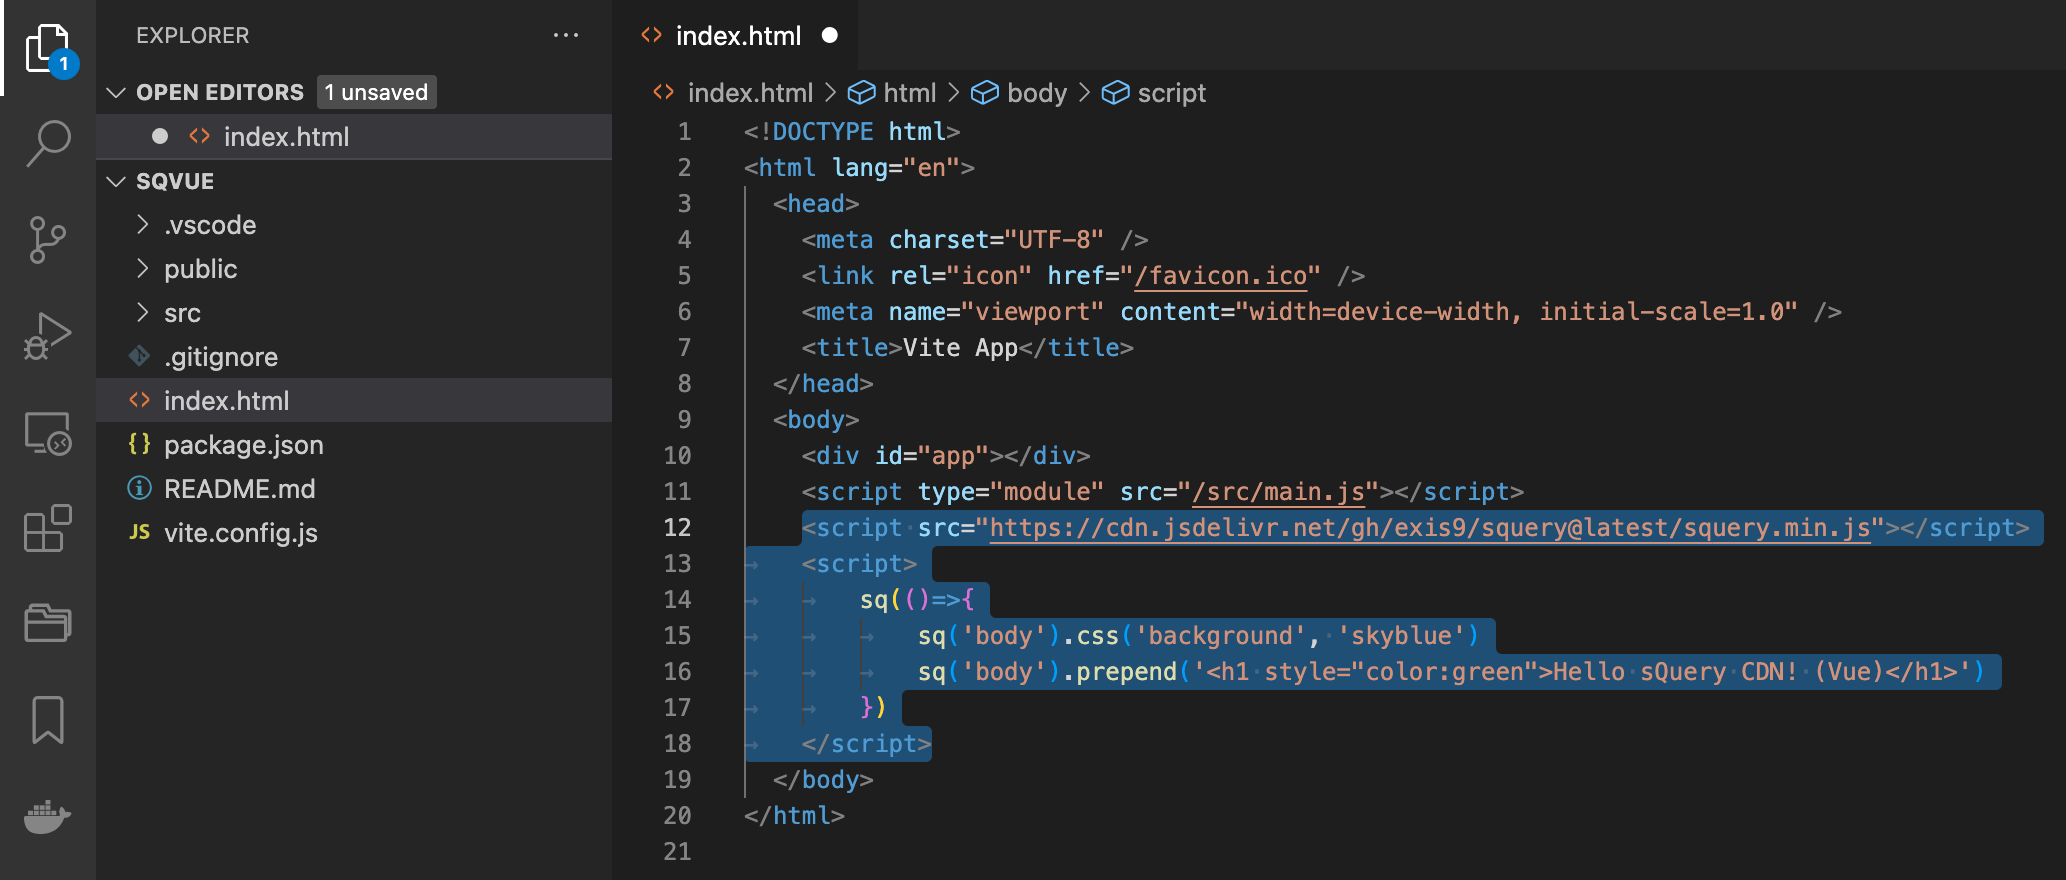 EXPLORER
OPEN EDITORS 1 unsaved
index.html
SQVUE
.vscode
public
src
.gitignore
index.html
{} package.json
README.md
JS vite.config.js
1
index.html
index.html > html > body > script
1 <!DOCTYPE html>
2 <html lang="en">
3 <head>
4 <meta charset="UTF-8" />
5 <link rel="icon" href="/favicon.ico" />
6 <meta name="viewport" content="width=device-width, initial-scale=1.0" />
7 <title>Vite App</title>
8 </head>
9 <body>
10 <div id="app"></div>
11 <script type="module" src="/src/main.js"></script>
12 <script src="https://cdn.jsdelivr.net/gh/exis9/squery@latest/squery.min.js"></script>
13 <script>
14 sq(()=>{
15 sq('body').css('background', 'skyblue')
16 sq('body').prepend('<h1 style="color:green">Hello sQuery CDN! (Vue)</h1>')
17 })
18 </script>
19 </body>
20 </html>
21